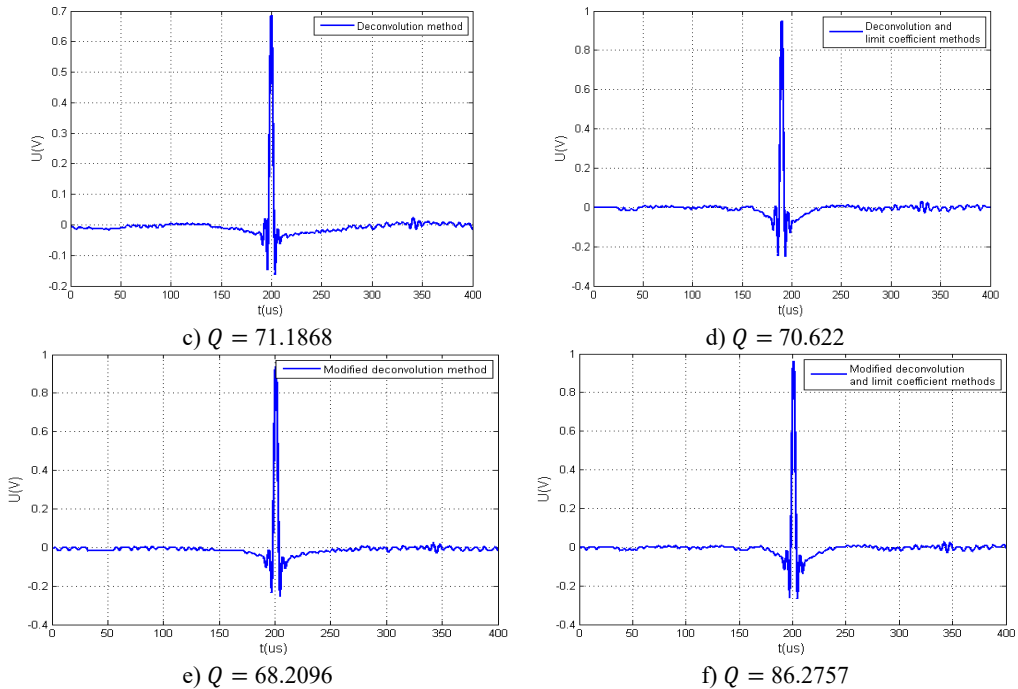 0.7
0.6
0.5
0.4
0.3
0.2
0.1
0
-0.1
-0.2
U(V)
Deconvolution method
0 50 100 150 200 250 300 350 400
t(us)
c) Q = 71.1868
1
0.8
0.6
0.4
0.2
0
-0.2
-0.4
U(V)
Deconvolution and
limit coefficient methods
0 50 100 150 200 250 300 350 400
t(us)
d) Q = 70.622
1
0.8
0.6
0.4
0.2
0
-0.2
-0.4
U(V)
Modified deconvolution method
0 50 100 150 200 250 300 350 400
t(us)
e) Q = 68.2096
1
0.8
0.6
0.4
0.2
0
-0.2
-0.4
U(V)
Modified deconvolution
and limit coefficient methods
0 50 100 150 200 250 300 350 400
t(us)
f) Q = 86.2757